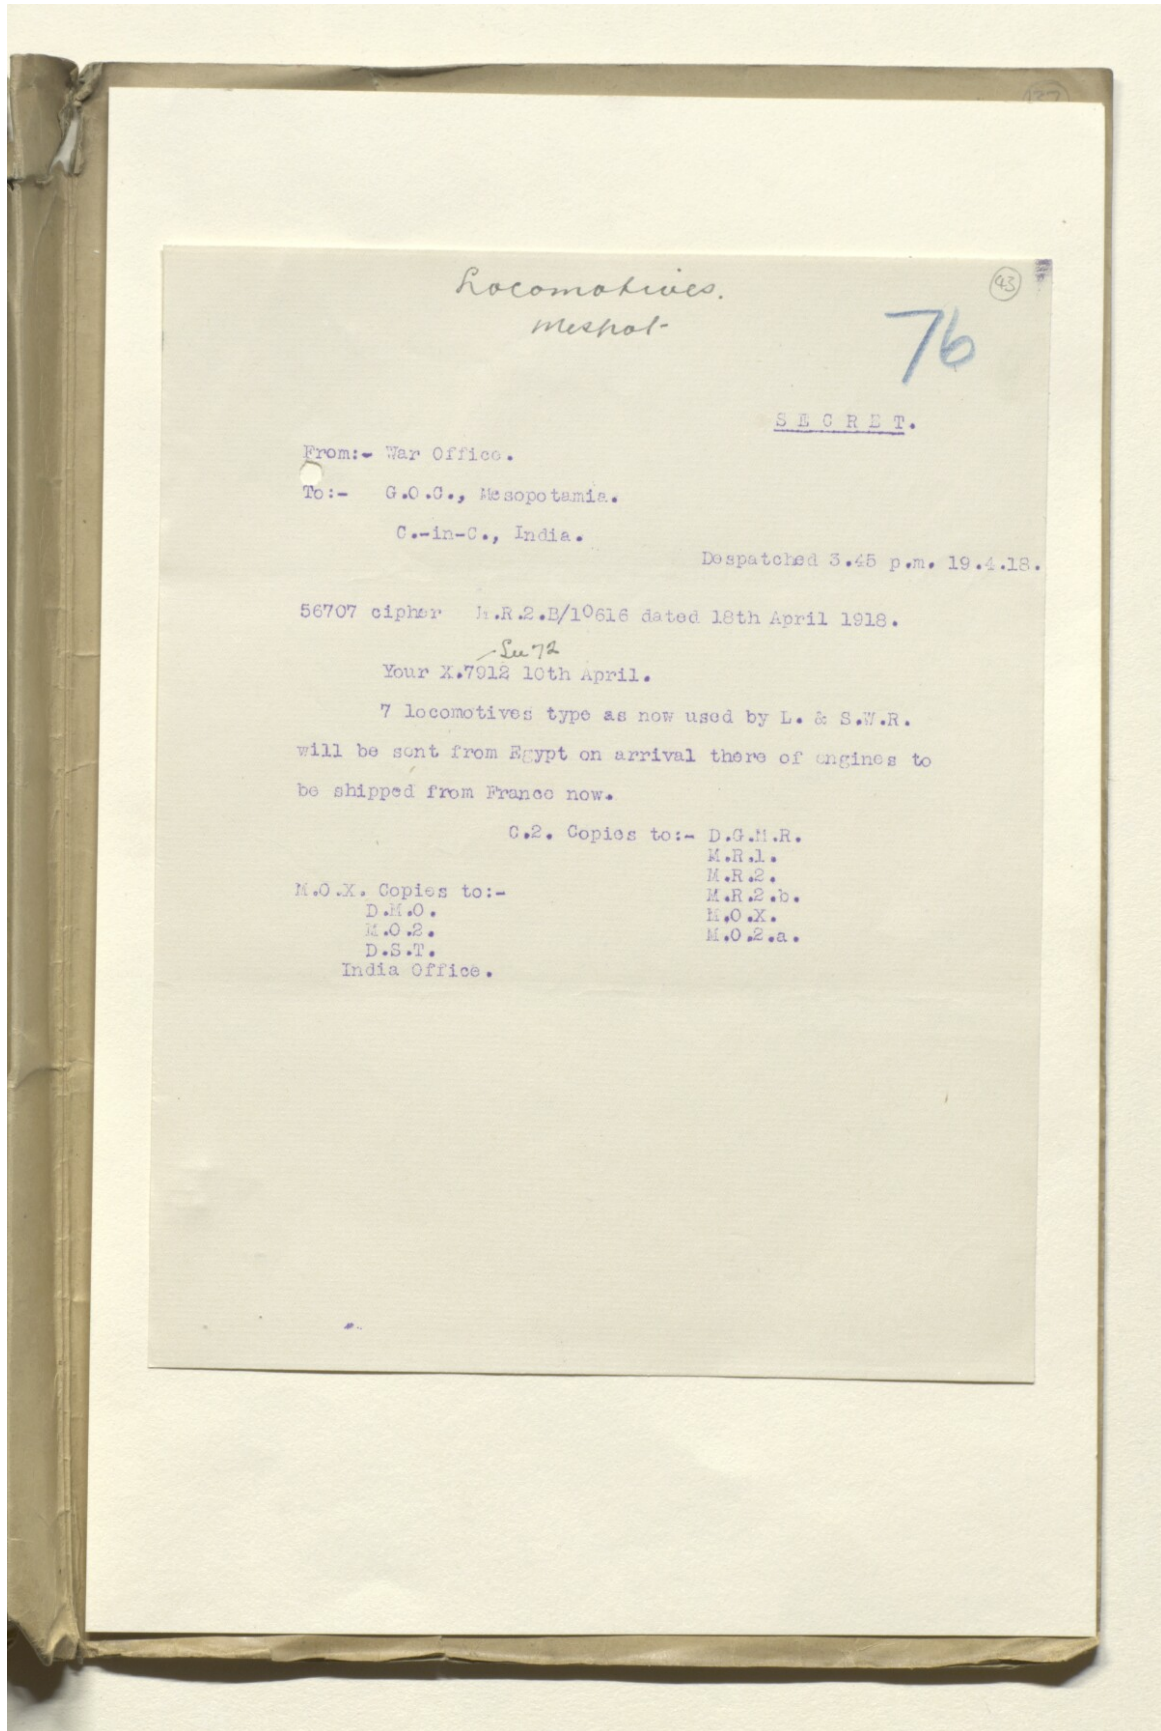 137
Locomotives.
43
Mespot-
76
S E C R E T.
From:- War Office.
To:- G.O.C., Mesopotamia.
C.-in-C., India.
Despatched 3.45 p.m. 19.4.18.
56707 cipher M.R.2.B/10616 dated 18th April 1918.
See 72
Your X.7912 10th April.
7 locomotives type as now used by L. & S.W.R.
will be sent from Egypt on arrival there of engines to
be shipped from France now.
C.2. Copies to:- D.G.M.R.
M.R.1.
M.R.2.
M.R.2.b.
M.O.X.
M.O.2.a.
M.O.X. Copies to:-
D.M.O.
M.O.2.
D.S.T.
India Office.